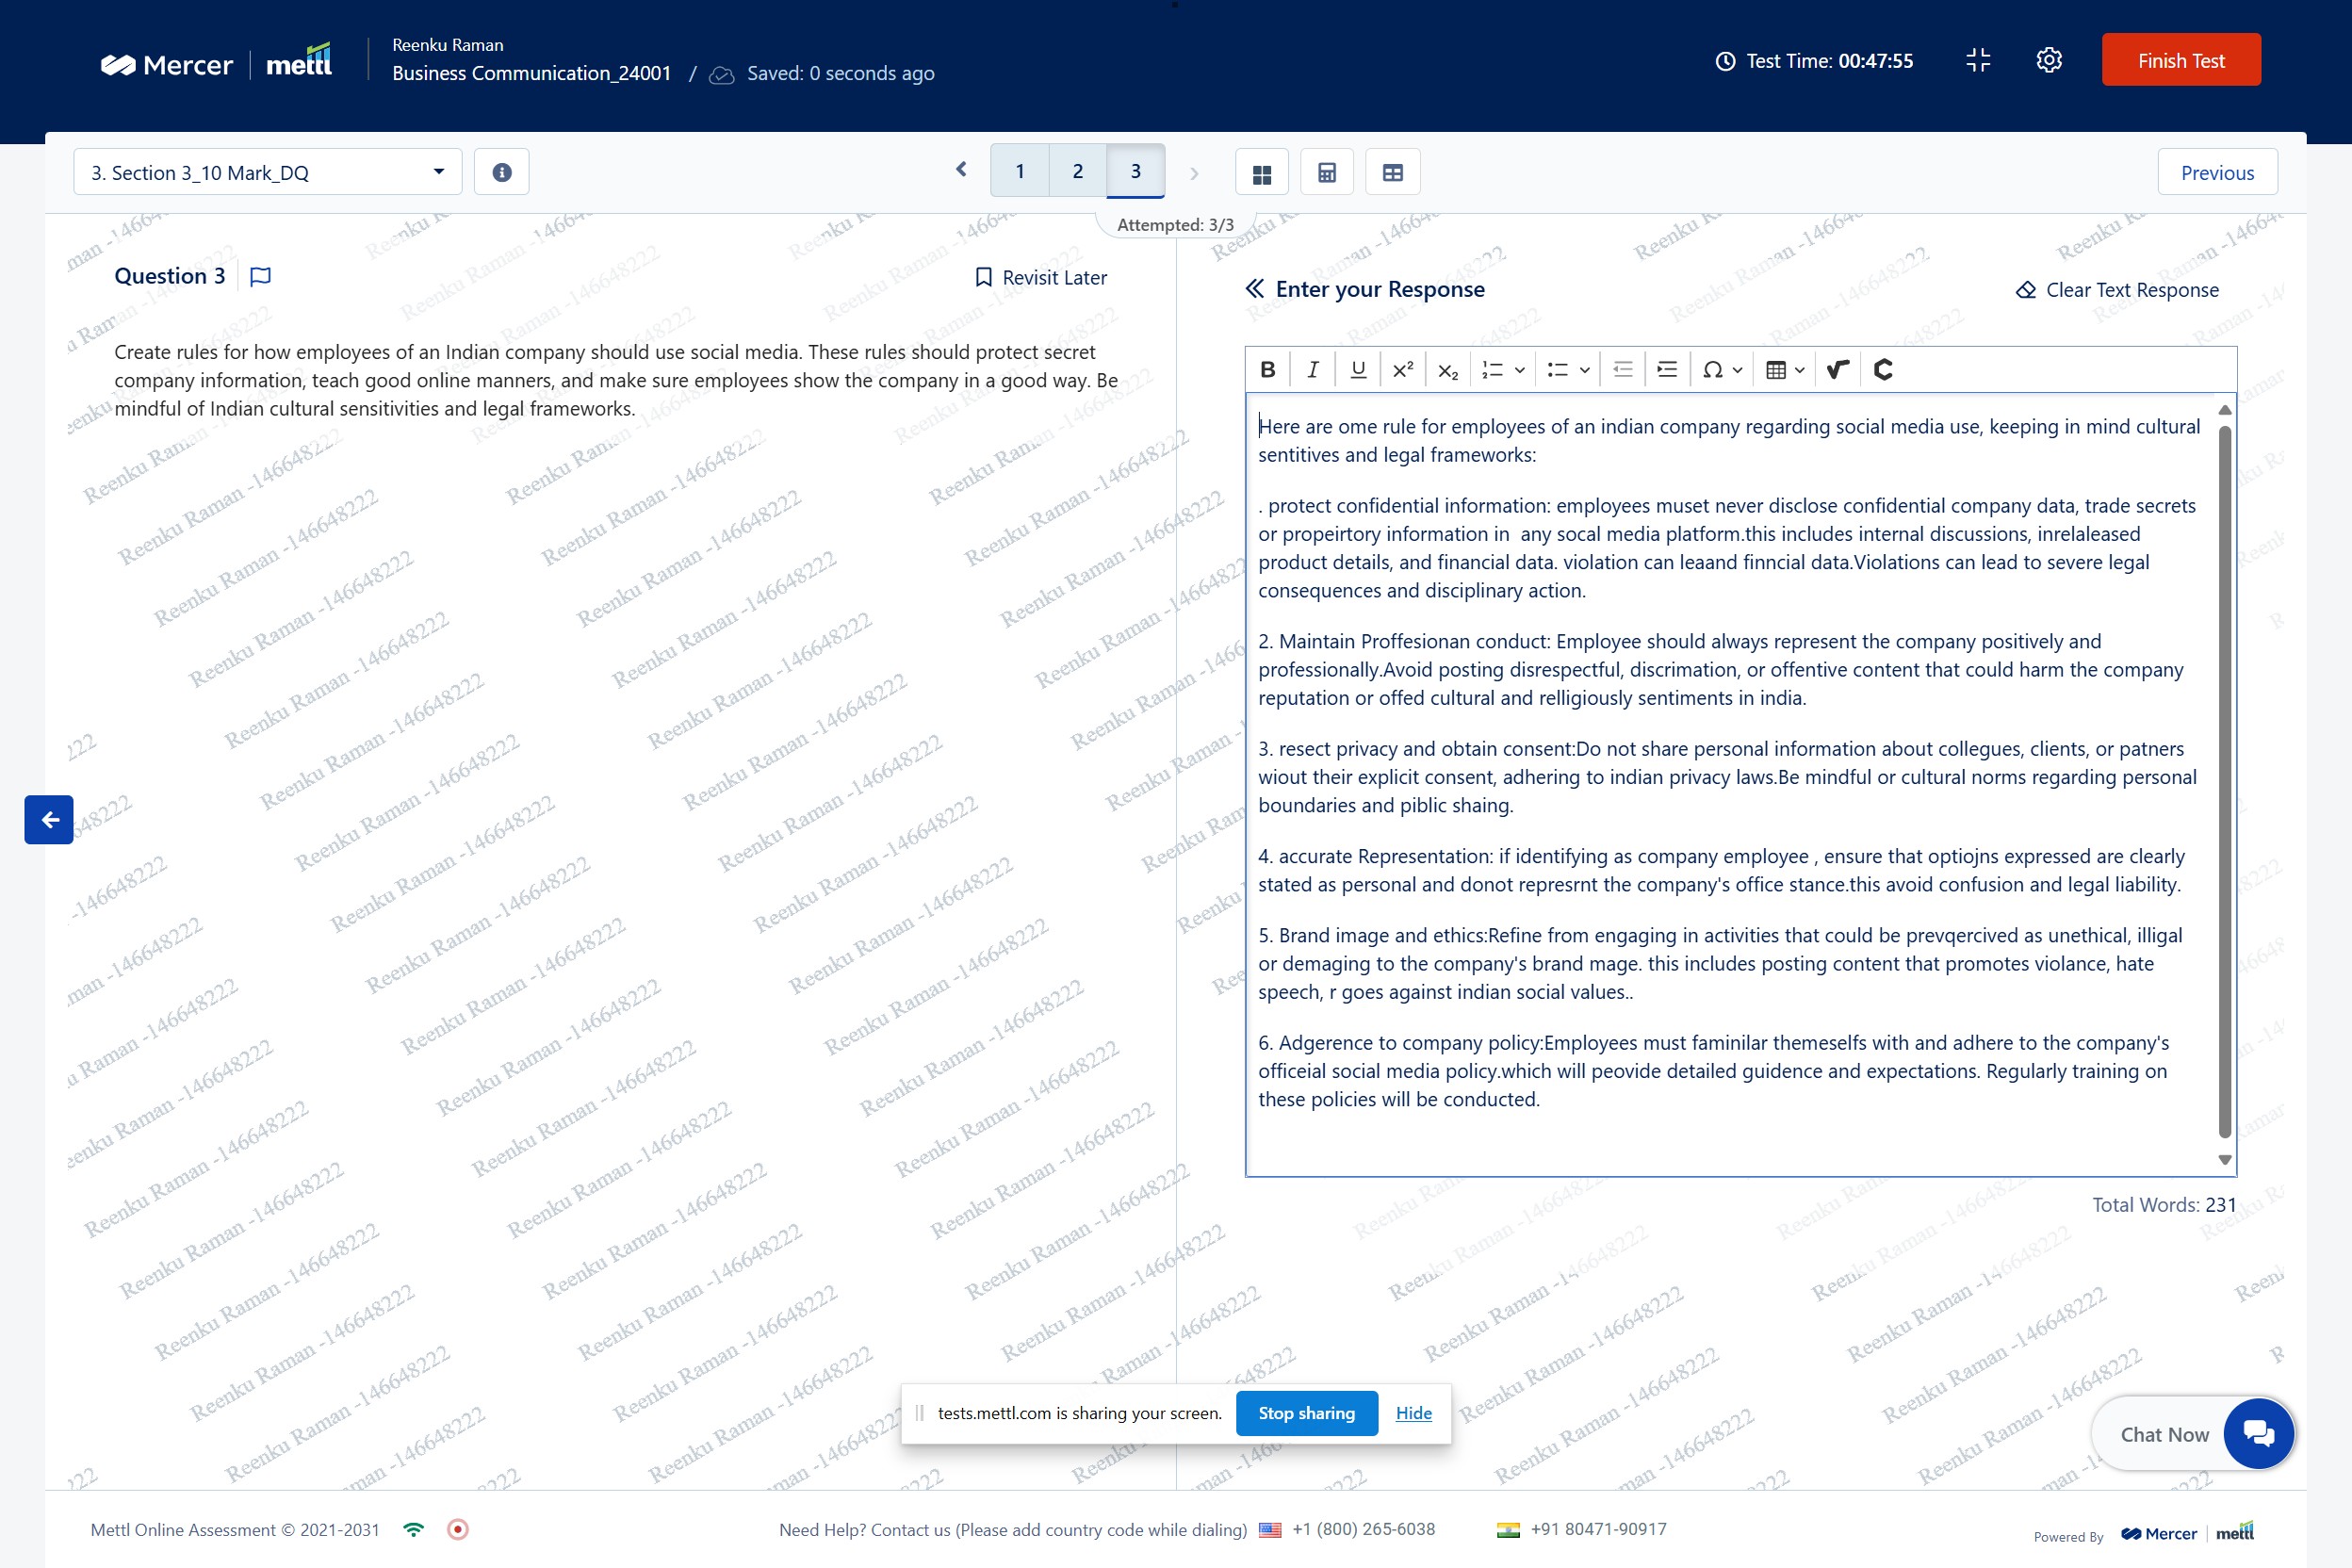 Mercer | mettl
Reenku Raman
Business Communication_24001 / Saved: 0 seconds ago
Test Time: 00:47:55
Finish Test
3. Section 3_10 Mark_DQ
1 2 3
Previous
Attempted: 3/3
Question 3
Revisit Later
Create rules for how employees of an Indian company should use social media. These rules should protect secret
company information, teach good online manners, and make sure employees show the company in a good way. Be
mindful of Indian cultural sensitivities and legal frameworks.
Enter your Response
Clear Text Response
B I U x² x₂
Here are ome rule for employees of an indian company regarding social media use, keeping in mind cultural
sentitives and legal frameworks:
. protect confidential information: employees muset never disclose confidential company data, trade secrets
or propeirtory information in  any socal media platform.this includes internal discussions, inrelaleased
product details, and financial data. violation can leaand finncial data.Violations can lead to severe legal
consequences and disciplinary action.
2. Maintain Proffesionan conduct: Employee should always represent the company positively and
professionally.Avoid posting disrespectful, discrimation, or offentive content that could harm the company
reputation or offed cultural and relligiously sentiments in india.
3. resect privacy and obtain consent:Do not share personal information about collegues, clients, or patners
wiout their explicit consent, adhering to indian privacy laws.Be mindful or cultural norms regarding personal
boundaries and piblic shaing.
4. accurate Representation: if identifying as company employee , ensure that optiojns expressed are clearly
stated as personal and donot represrnt the company's office stance.this avoid confusion and legal liability.
5. Brand image and ethics:Refine from engaging in activities that could be prevqercived as unethical, illigal
or demaging to the company's brand mage. this includes posting content that promotes violance, hate
speech, r goes against indian social values..
6. Adgerence to company policy:Employees must faminilar themeselfs with and adhere to the company's
officeial social media policy.which will peovide detailed guidence and expectations. Regularly training on
these policies will be conducted.
Total Words: 231
Reenku Raman -146648222
tests.mettl.com is sharing your screen. Stop sharing Hide
Chat Now
Mettl Online Assessment © 2021-2031
Need Help? Contact us (Please add country code while dialing) +1 (800) 265-6038 +91 80471-90917
Powered By Mercer | mettl